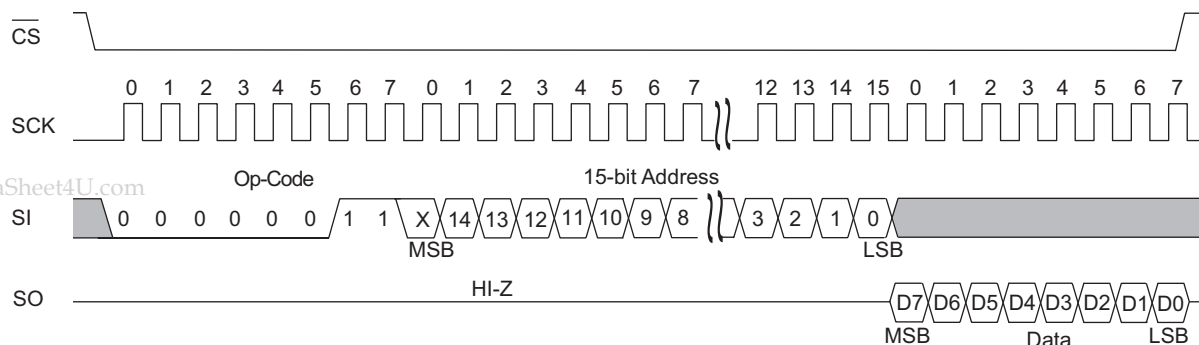 CS
0 1 2 3 4 5 6 7 0 1 2 3 4 5 6 7 12 13 14 15 0 1 2 3 4 5 6 7
SCK
Sheet4U.com
Op-Code 15-bit Address
SI 0 0 0 0 0 0 1 1 X 14 13 12 11 10 9 8 3 2 1 0
MSB LSB
HI-Z
SO D7 D6 D5 D4 D3 D2 D1 D0
MSB Data LSB